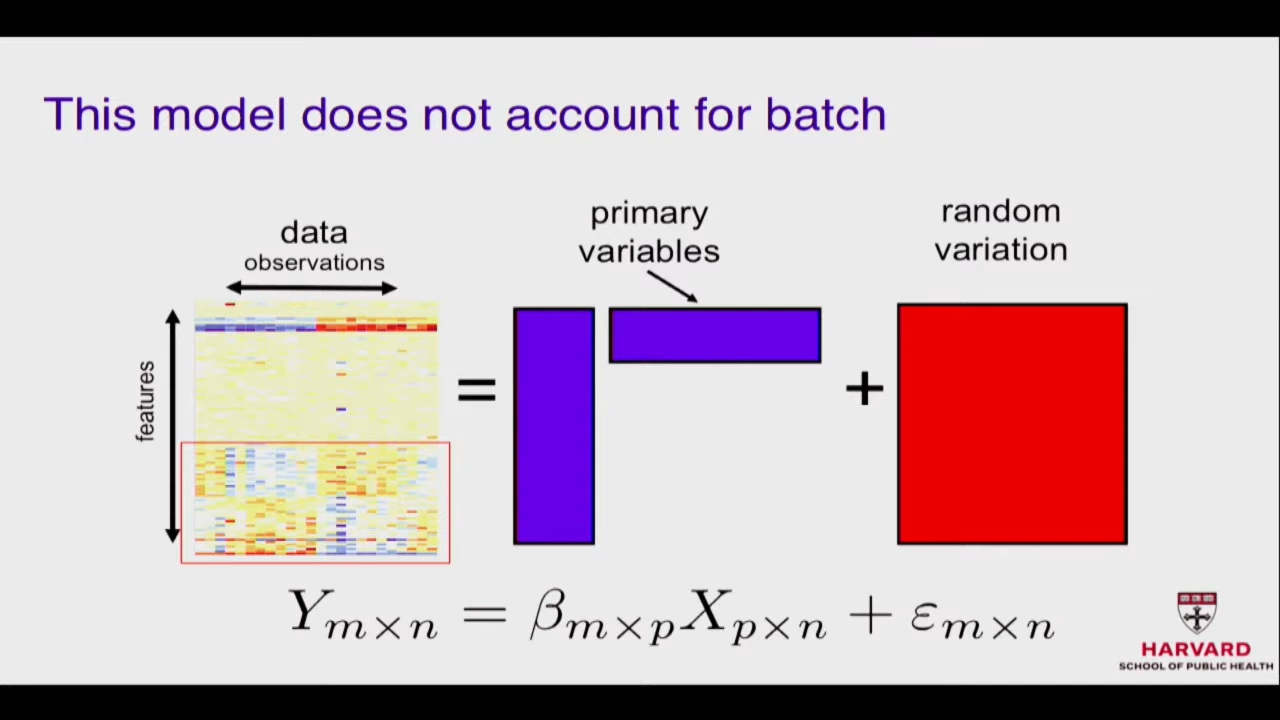 This model does not account for batch
data
observations
features
primary
variables
random
variation
=
+
Y_{m×n} = β_{m×p}X_{p×n} + ε_{m×n}
HARVARD
SCHOOL OF PUBLIC HEALTH